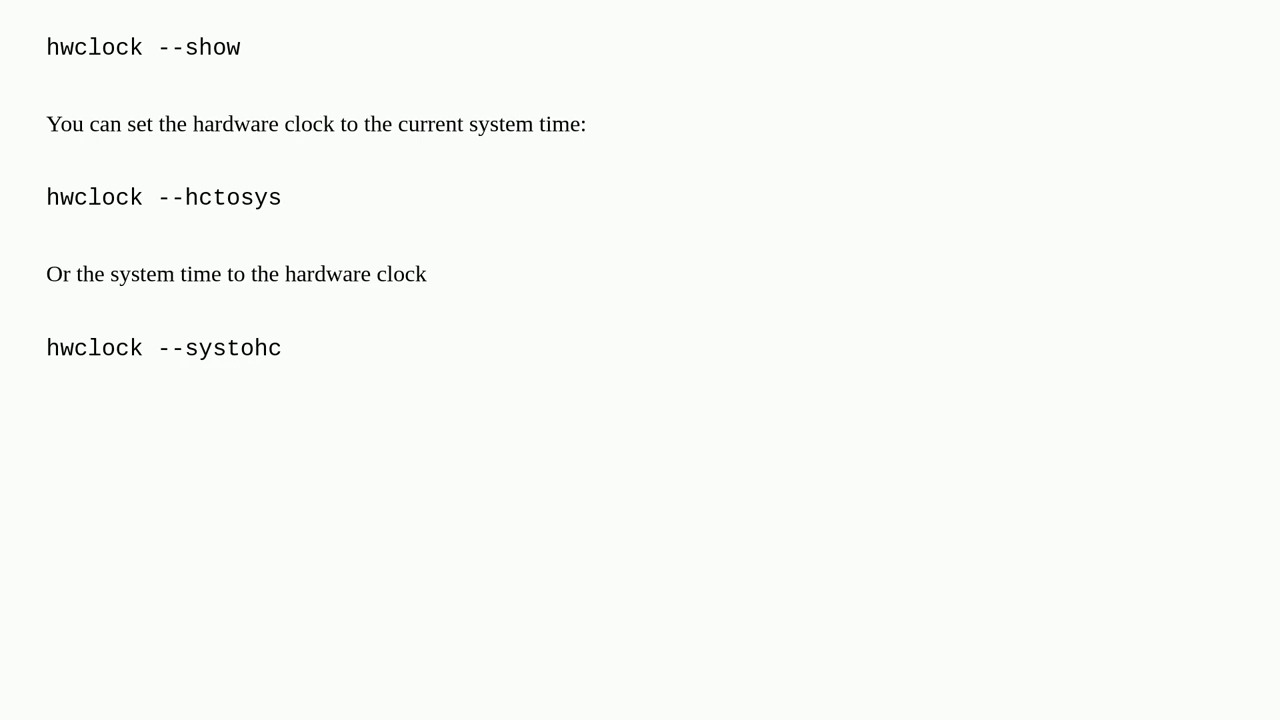 hwclock --show
You can set the hardware clock to the current system time:
hwclock --hctosys
Or the system time to the hardware clock
hwclock --systohc